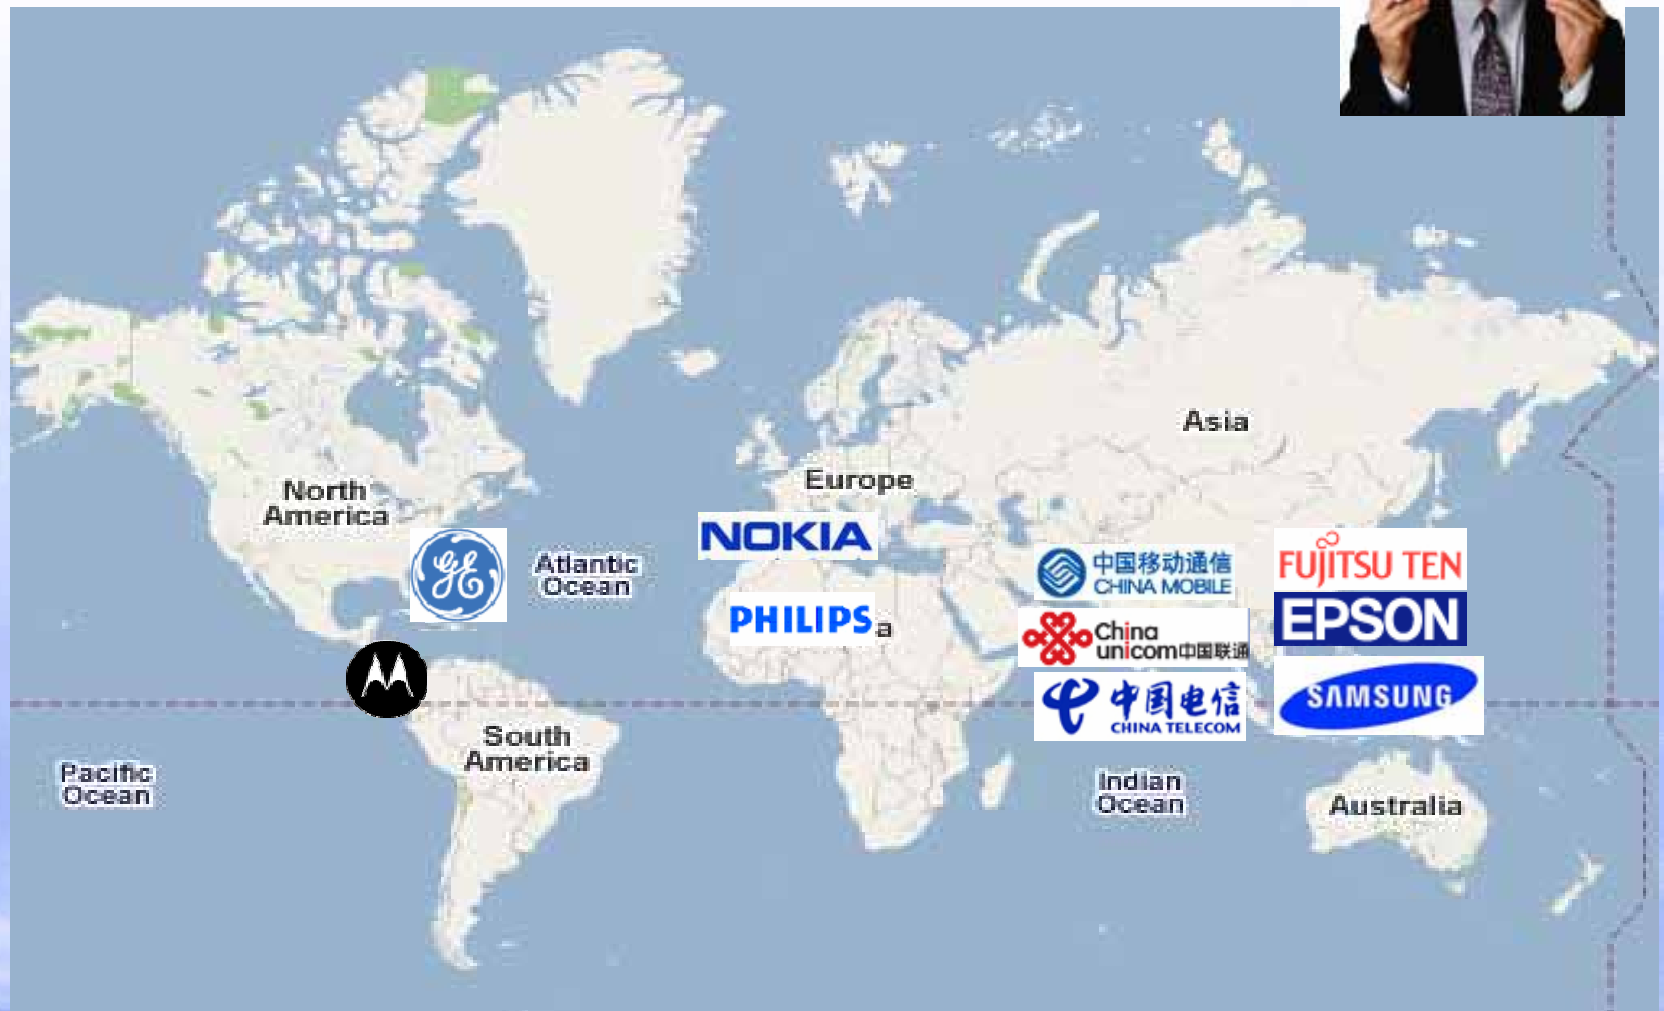 Asia
Europe
North
America
NOKIA
Atlantic
Ocean
GE
中国移动通信
CHINA MOBILE
FUJITSU TEN
EPSON
PHILIPS
a
China
unicom中国联通
SAMSUNG
中国电信
CHINA TELECOM
South
America
Pacific
Ocean
Indian
Ocean
Australia